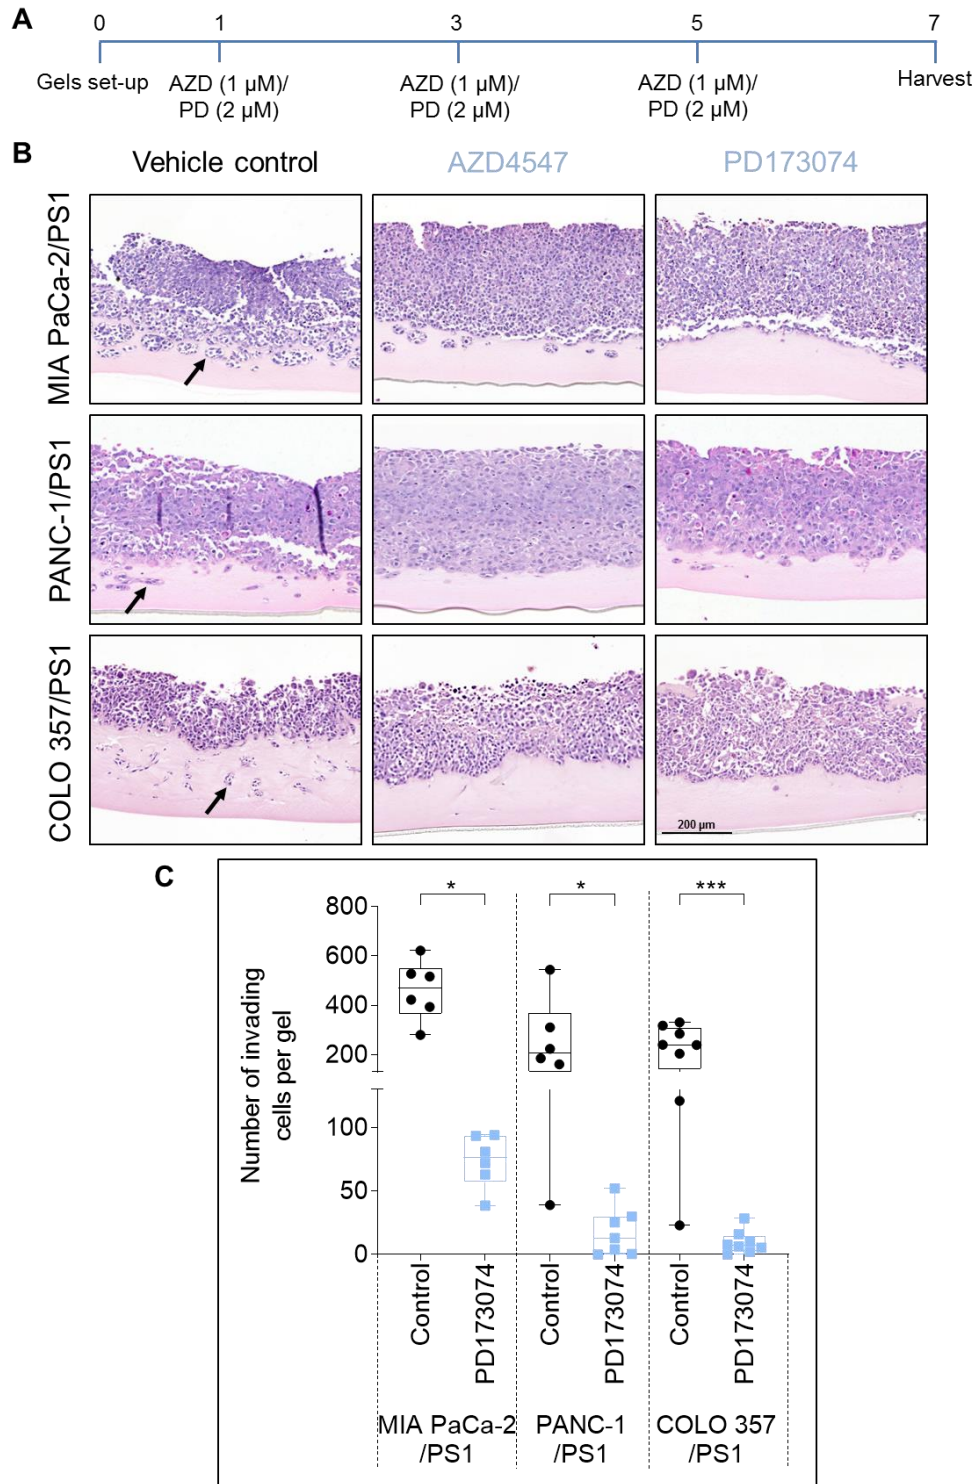 A
0 1 3 5 7
Gels set-up
AZD (1 µM)/
PD (2 µM)
AZD (1 µM)/
PD (2 µM)
AZD (1 µM)/
PD (2 µM)
Harvest
B
Vehicle control
AZD4547
PD173074
MIA PaCa-2/PS1
PANC-1/PS1
COLO 357/PS1
200 µm
C
Number of invading
cells per gel
800
600
400
200
100
50
0
*
*
***
Control
PD173074
Control
PD173074
Control
PD173074
MIA PaCa-2
/PS1
PANC-1
/PS1
COLO 357
/PS1